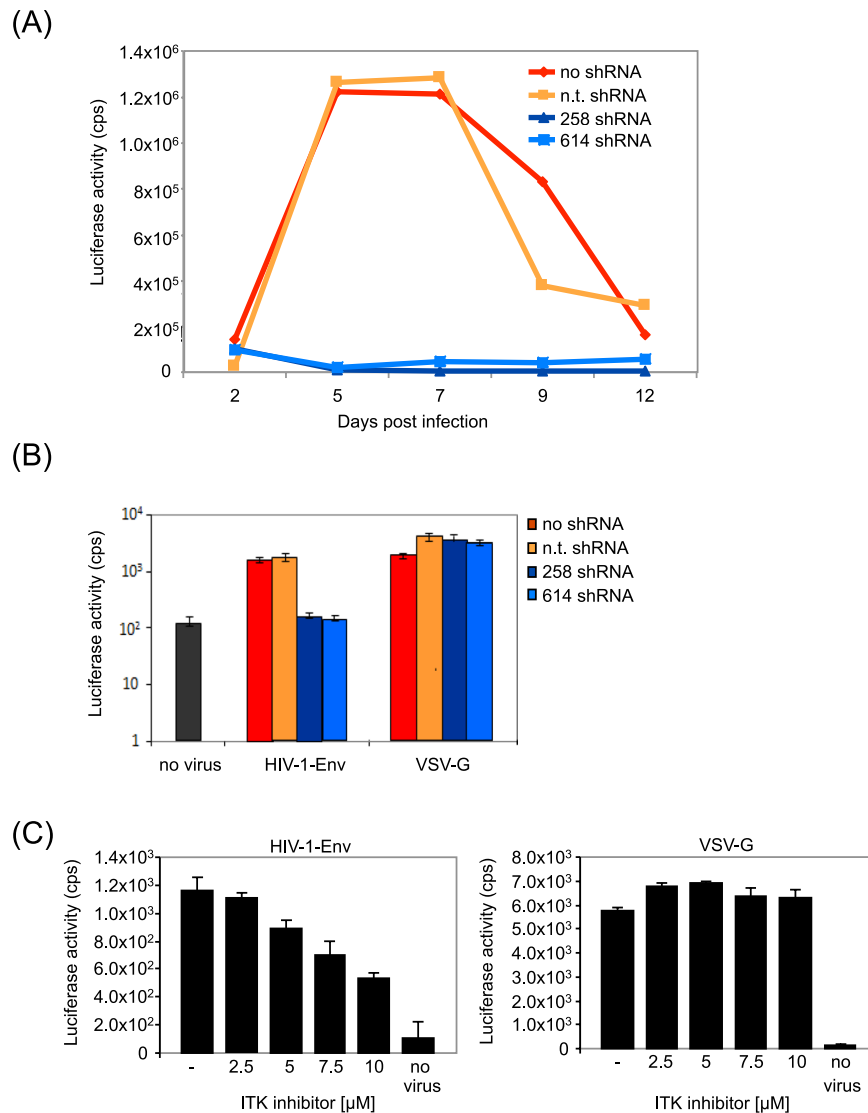 (A)
1.4x10⁶
1.2x10⁶
1.0x10⁶
8x10⁵
6x10⁵
4x10⁵
2x10⁵
0
Luciferase activity (cps)
no shRNA
n.t. shRNA
258 shRNA
614 shRNA
2 5 7 9 12
Days post infection
(B)
10⁴
10³
10²
10
1
Luciferase activity (cps)
no shRNA
n.t. shRNA
258 shRNA
614 shRNA
no virus HIV-1-Env VSV-G
(C)
HIV-1-Env
1.4x10³
1.2x10³
1.0x10³
8.0x10²
6.0x10²
4.0x10²
2.0x10²
0
Luciferase activity (cps)
- 2.5 5 7.5 10 no
virus
ITK inhibitor [µM]
VSV-G
8.0x10³
7.0x10³
6.0x10³
5.0x10³
4.0x10³
3.0x10³
2.0x10³
1.0x10³
0
Luciferase activity (cps)
- 2.5 5 7.5 10 no
virus
ITK inhibitor [µM]